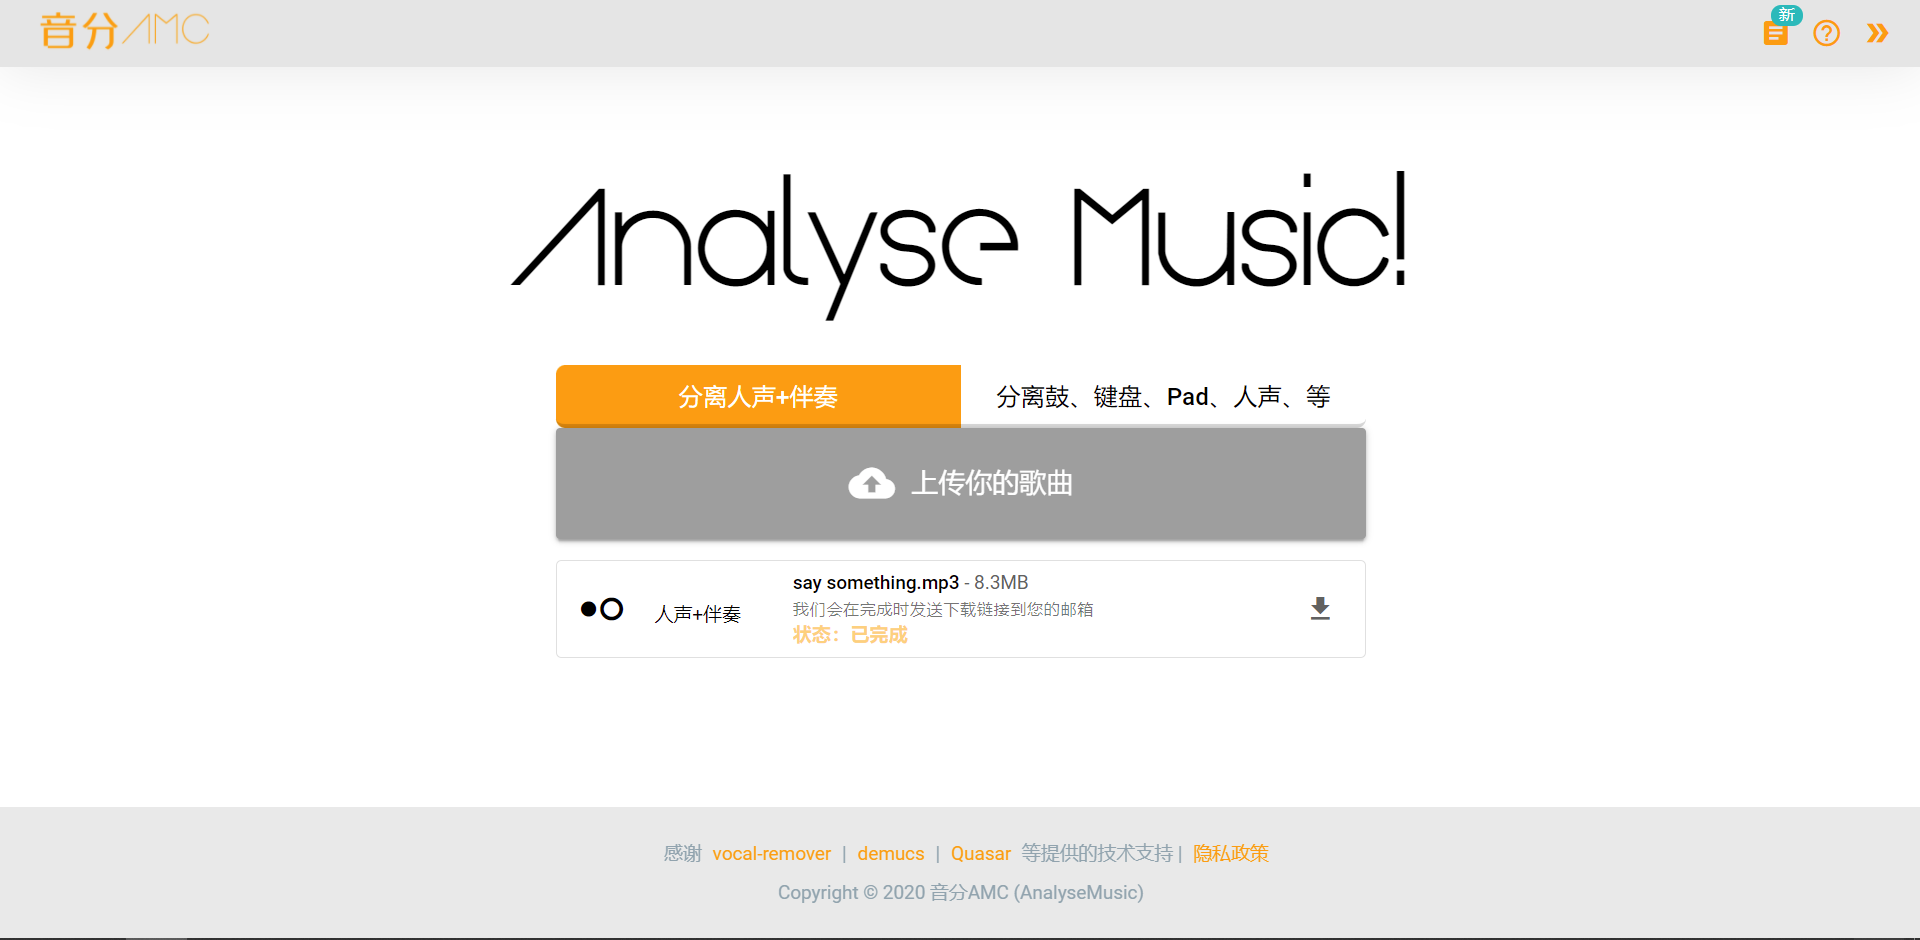 音分AMC
新
Analyse Music!
分离人声+伴奏
分离鼓、键盘、Pad、人声、等
上传你的歌曲
人声+伴奏
say something.mp3 - 8.3MB
我们会在完成时发送下载链接到您的邮箱
状态：已完成
感谢 vocal-remover | demucs | Quasar 等提供的技术支持 | 隐私政策
Copyright © 2020 音分AMC (AnalyseMusic)